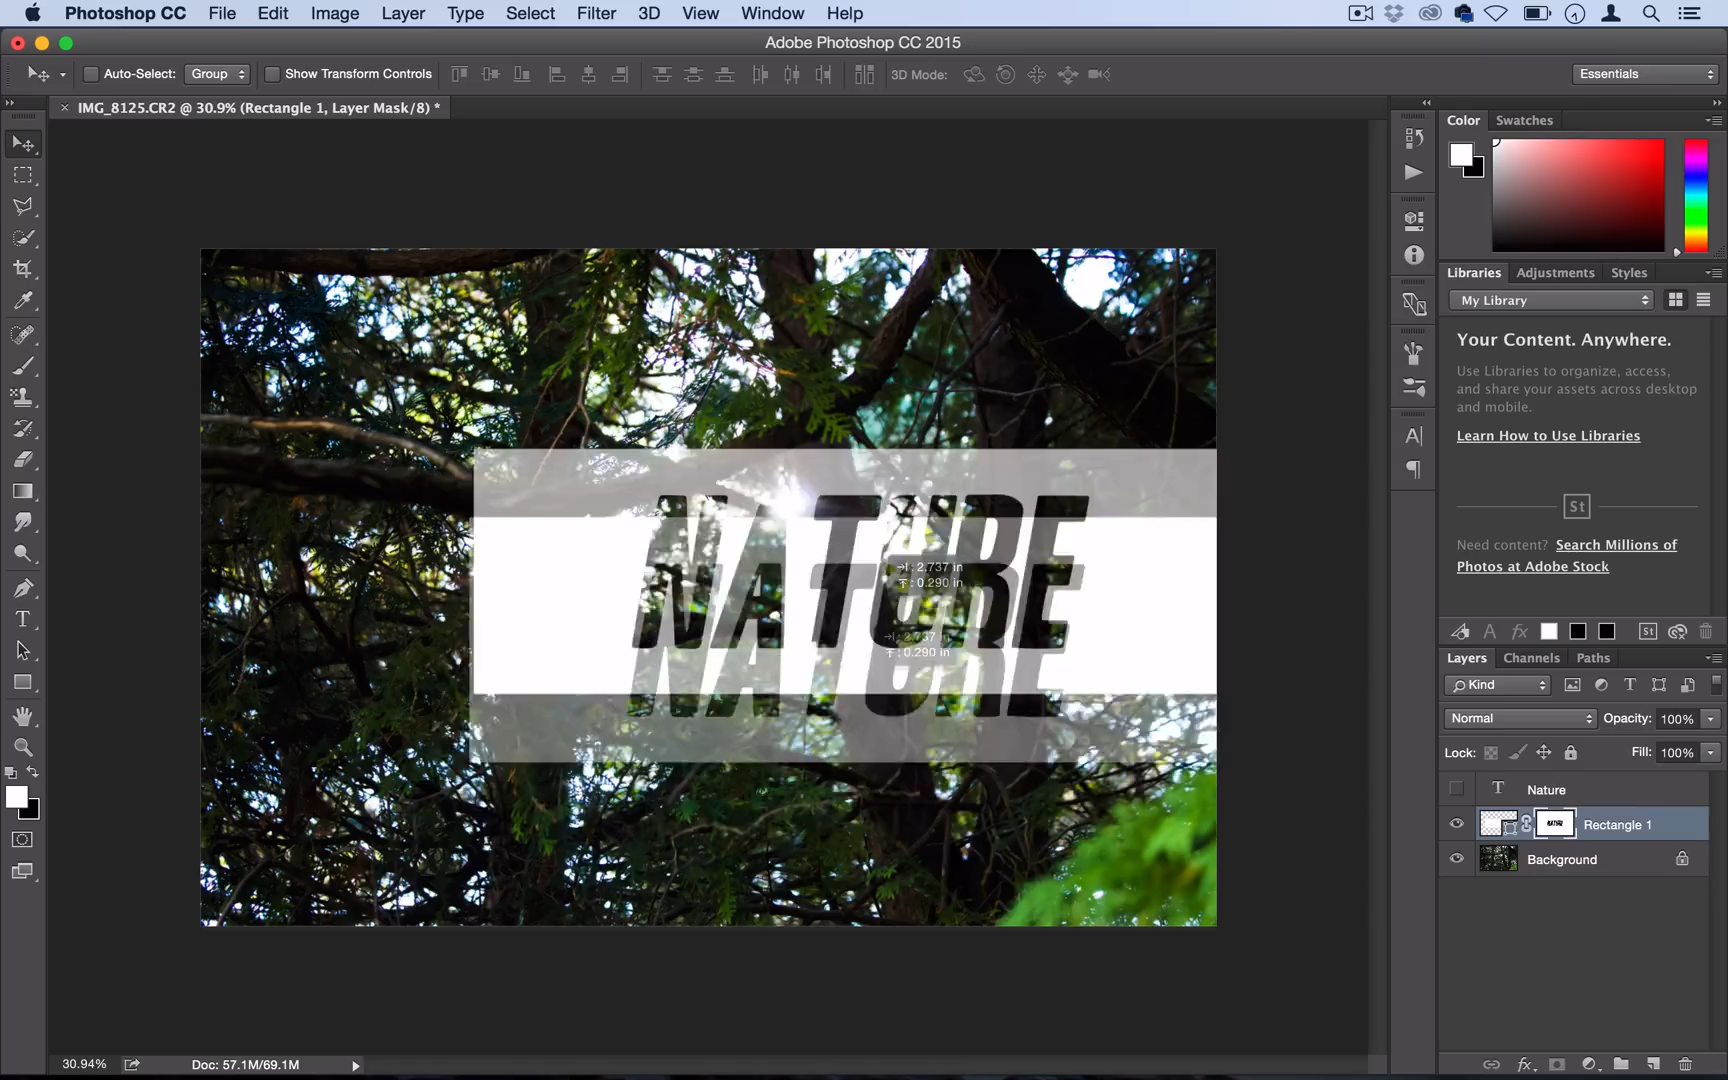 Photoshop CC File Edit Image Layer Type Select Filter 3D View Window Help
Adobe Photoshop CC 2015
Auto-Select: Group Show Transform Controls 3D Mode: Essentials
IMG_8125.CR2 @ 30.9% (Rectangle 1, Layer Mask/8) *
Color Swatches
Libraries Adjustments Styles
My Library
Your Content. Anywhere.
Use Libraries to organize, access,
and share your assets across desktop
and mobile.
Learn How to Use Libraries
St
Need content? Search Millions of
Photos at Adobe Stock
NATURE
: 2.737 in
: 0.290 in
NATURE
: 2.737 in
: 0.290 in
fx St
Layers Channels Paths
Kind
Normal Opacity: 100%
Lock: Fill: 100%
T Nature
NATURE Rectangle 1
Background
30.94% Doc: 57.1M/69.1M
fx